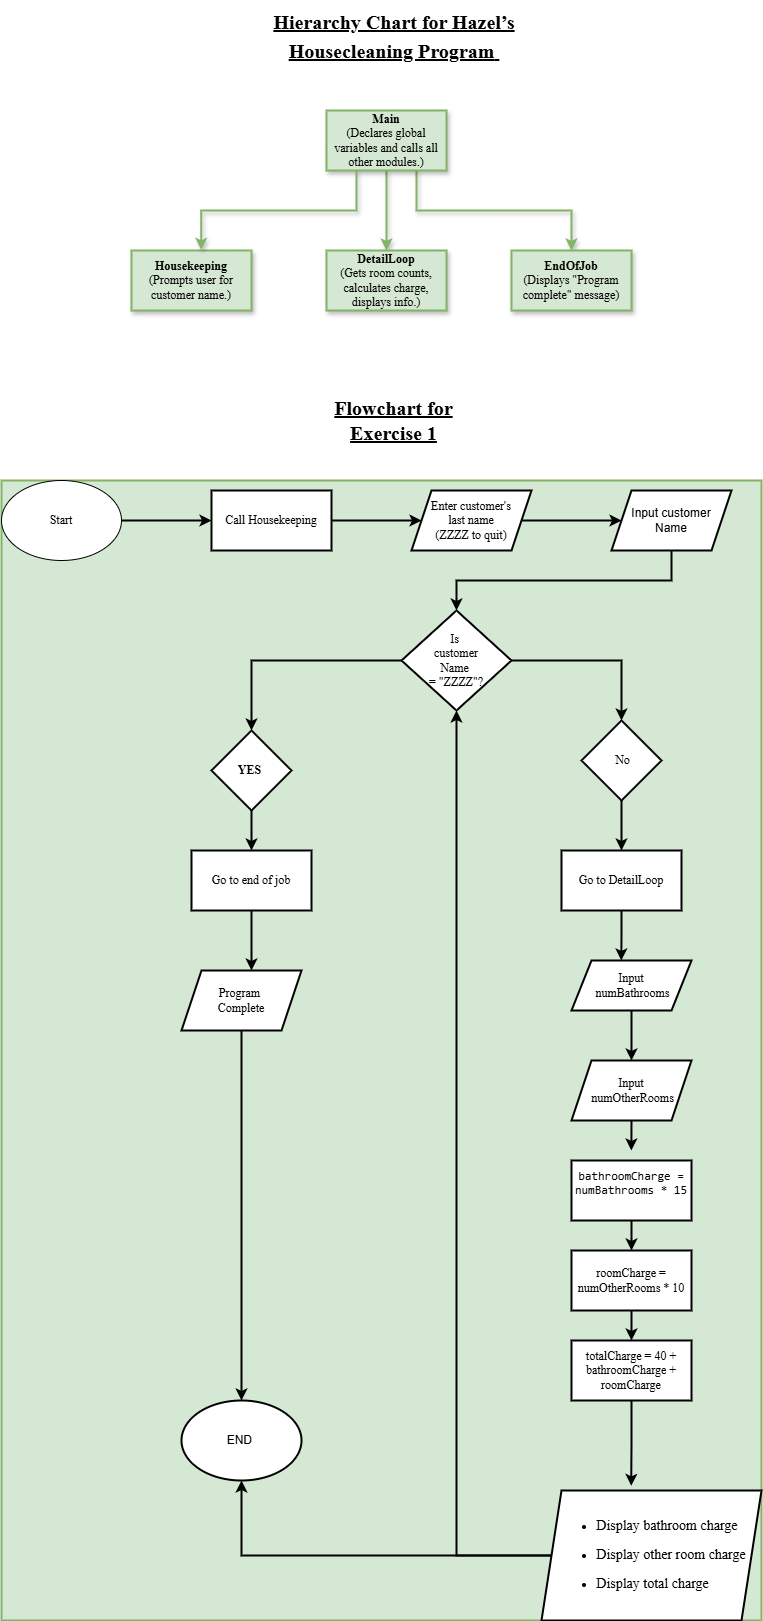 Hierarchy Chart for Hazel’s
Housecleaning Program
Main
(Declares global
variables and calls all
other modules.)
Housekeeping
(Prompts user for
customer name.)
DetailLoop
(Gets room counts,
calculates charge,
displays info.)
EndOfJob
(Displays "Program
complete" message)
Flowchart for
Exercise 1
Start
Call Housekeeping
Enter customer's
last name
(ZZZZ to quit)
Input customer
Name
Is
customer
Name
= "ZZZZ"?
YES
No
Go to end of job
Go to DetailLoop
Program
Complete
Input
numBathrooms
Input
numOtherRooms
bathroomCharge =
numBathrooms * 15
roomCharge =
numOtherRooms * 10
totalCharge = 40 +
bathroomCharge +
roomCharge
END
• Display bathroom charge
• Display other room charge
• Display total charge